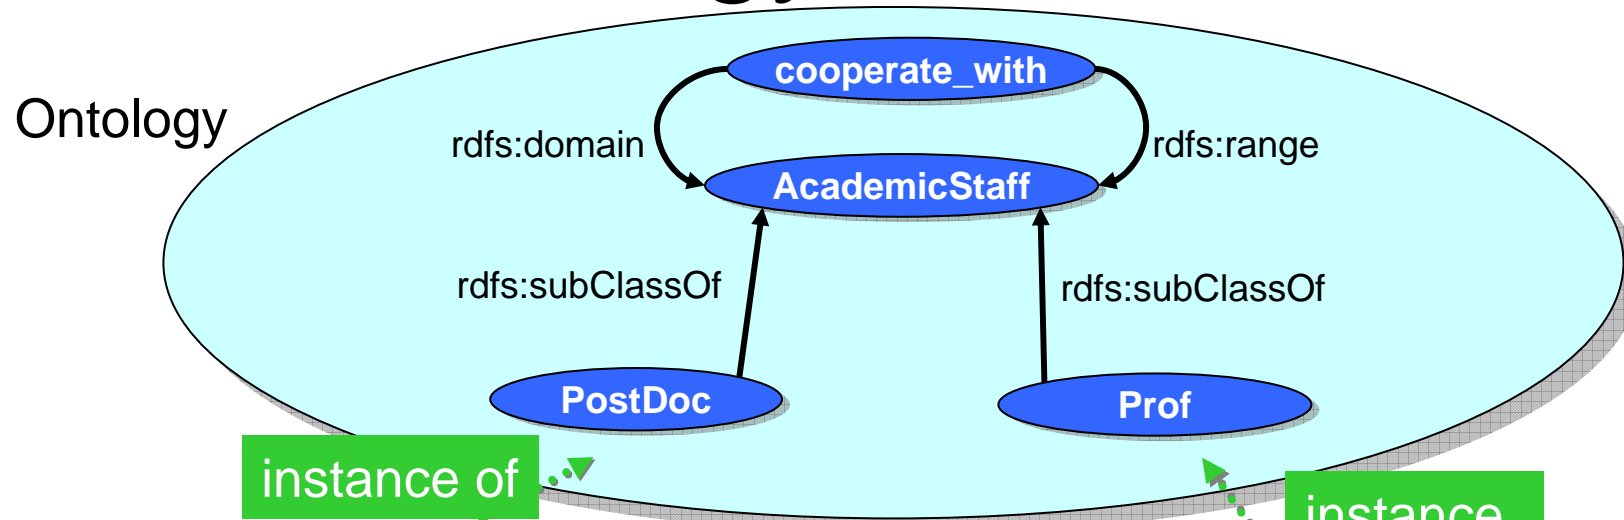 cooperate_with
Ontology
rdfs:domain
rdfs:range
AcademicStaff
rdfs:subClassOf
rdfs:subClassOf
PostDoc
Prof
instance of
instance